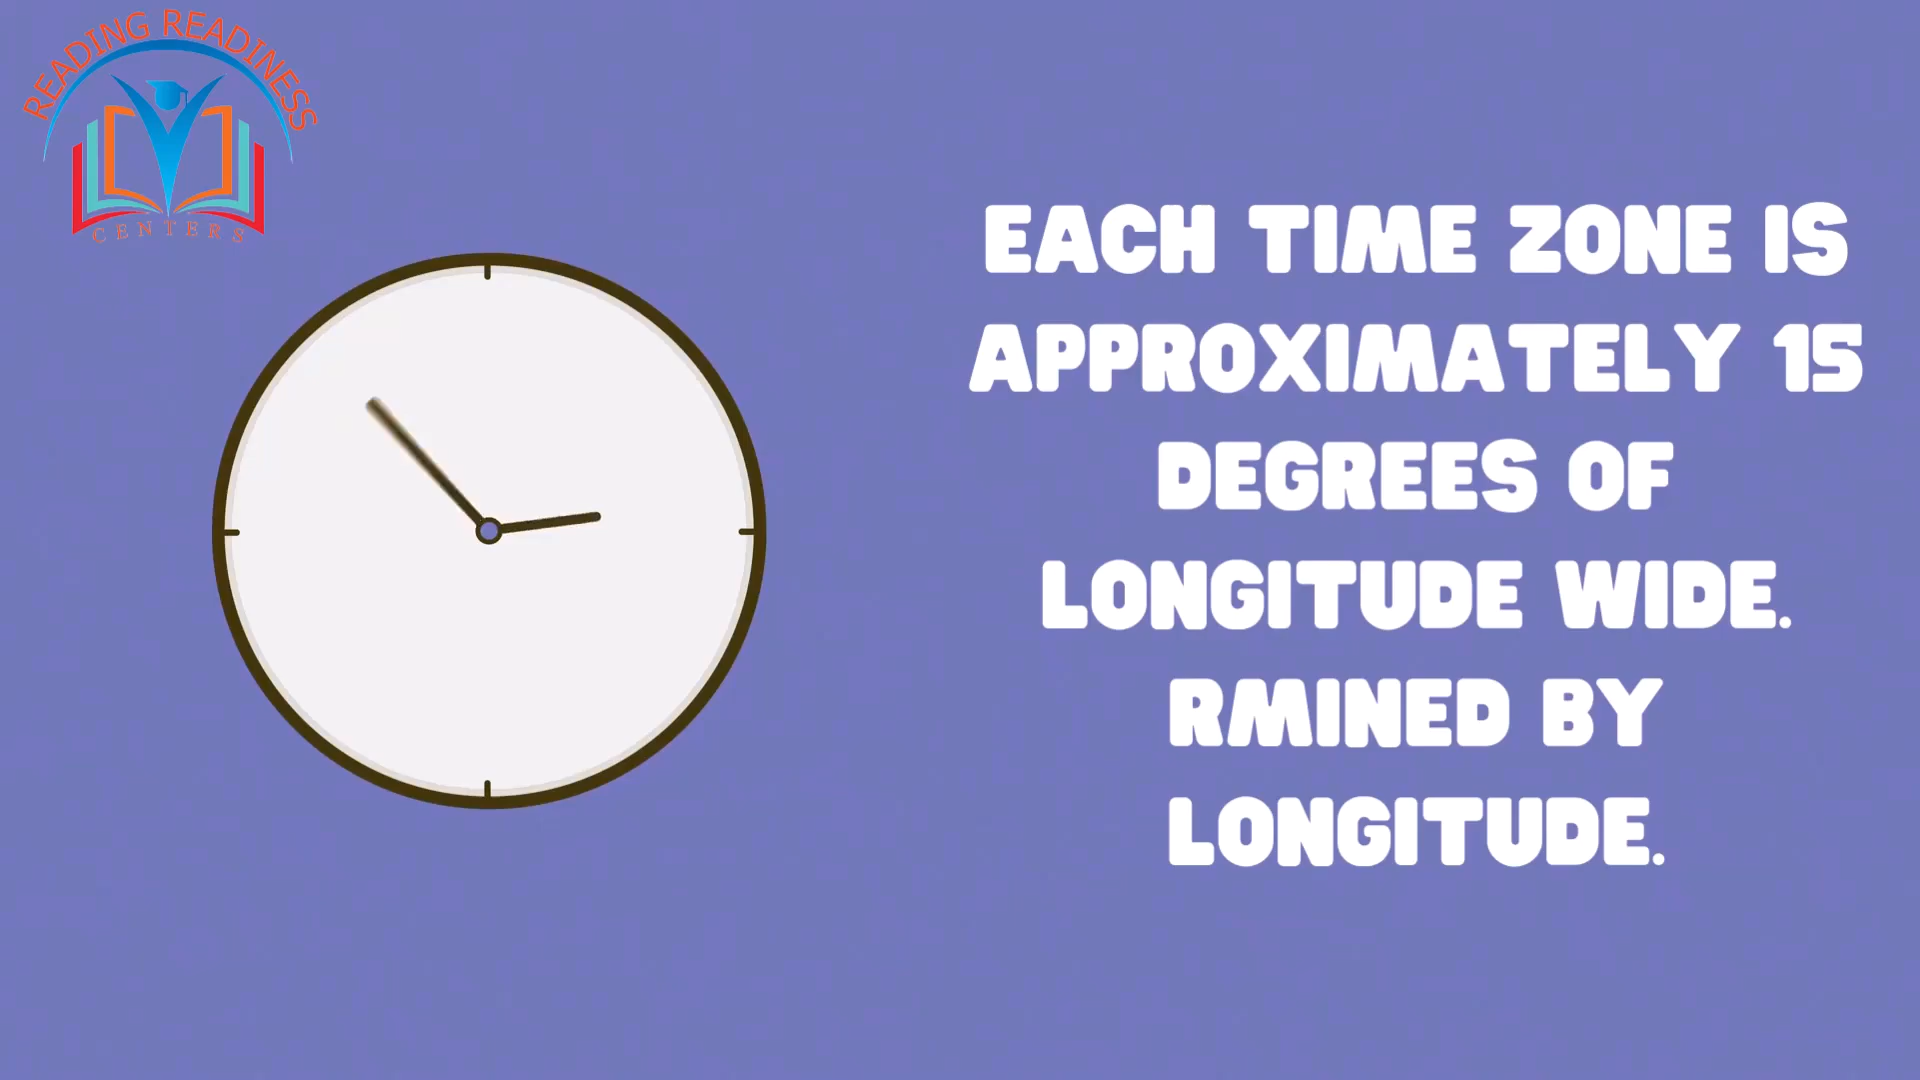 READING READINESS
CENTERS
EACH TIME ZONE IS
APPROXIMATELY 15
DEGREES OF
LONGITUDE WIDE.
RMINED BY
LONGITUDE.